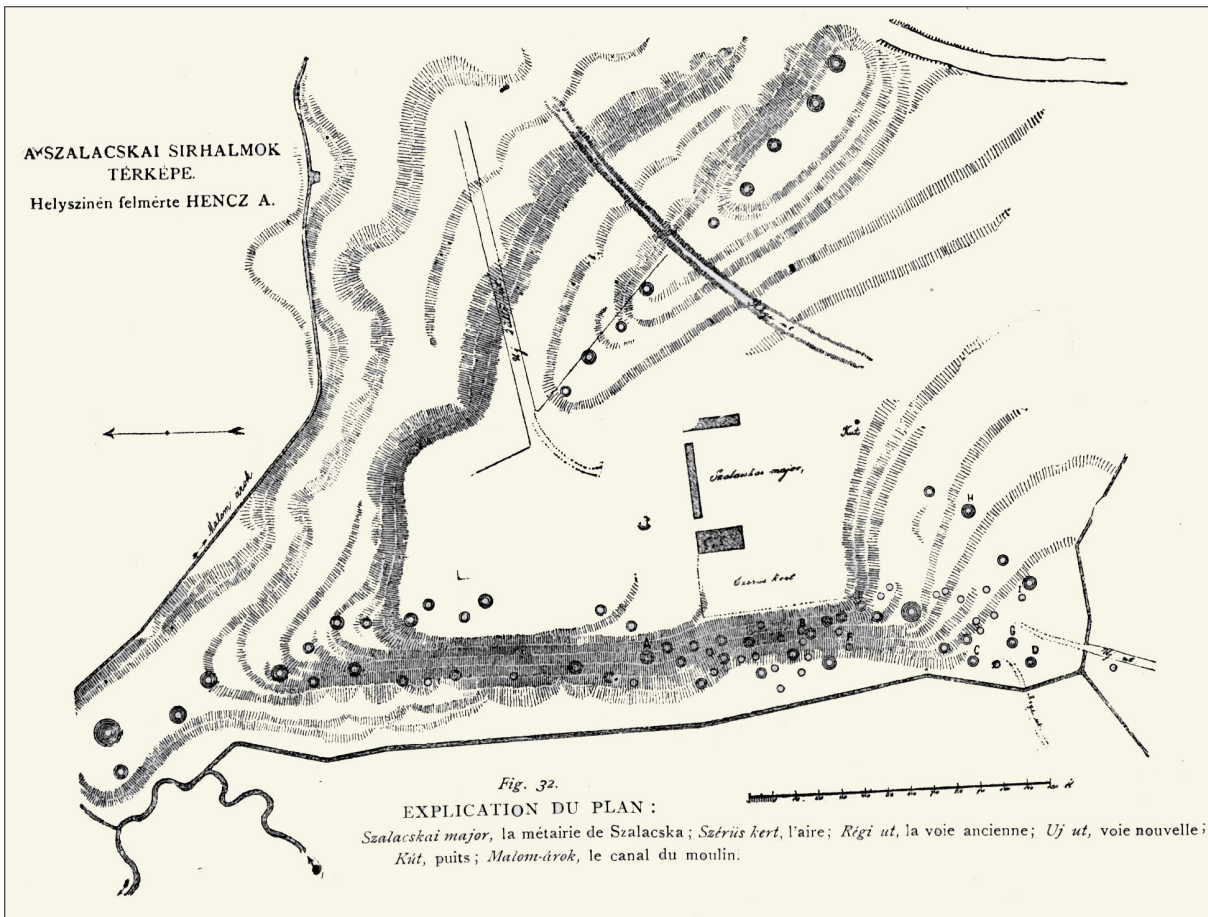 A SZALACSKAI SIRHALMOK
TÉRKÉPE.
Helyszinén felmérte HENCZ A.
Malom árok
Kút
Szalacskai major,
Szérüs kert
H
A
B
E
I
G
C
D
Fig. 32.
EXPLICATION DU PLAN :
Szalacskai major, la métairie de Szalacska ; Szérüs kert, l'aire ; Régi ut, la voie ancienne ; Uj ut, voie nouvelle ;
Kút, puits ; Malom-árok, le canal du moulin.